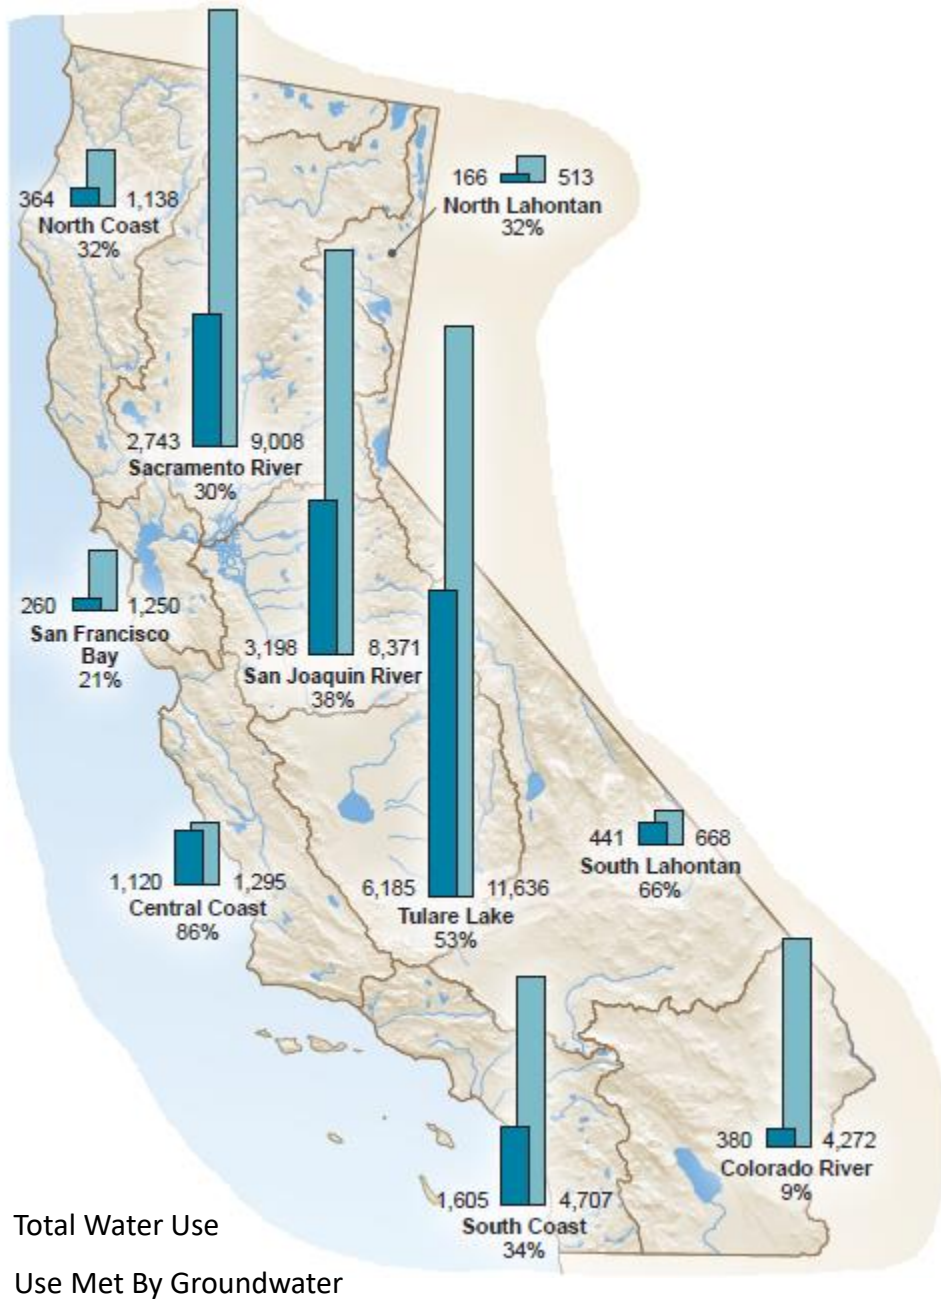 166 513
North Lahontan
32%
364 1,138
North Coast
32%
2,743 9,008
Sacramento River
30%
260 1,250
San Francisco
Bay
21%
3,198 8,371
San Joaquin River
38%
1,120 1,295
Central Coast
86%
6,185 11,636
Tulare Lake
53%
441 668
South Lahontan
66%
380 4,272
Colorado River
9%
1,605 4,707
South Coast
34%
Total Water Use
Use Met By Groundwater